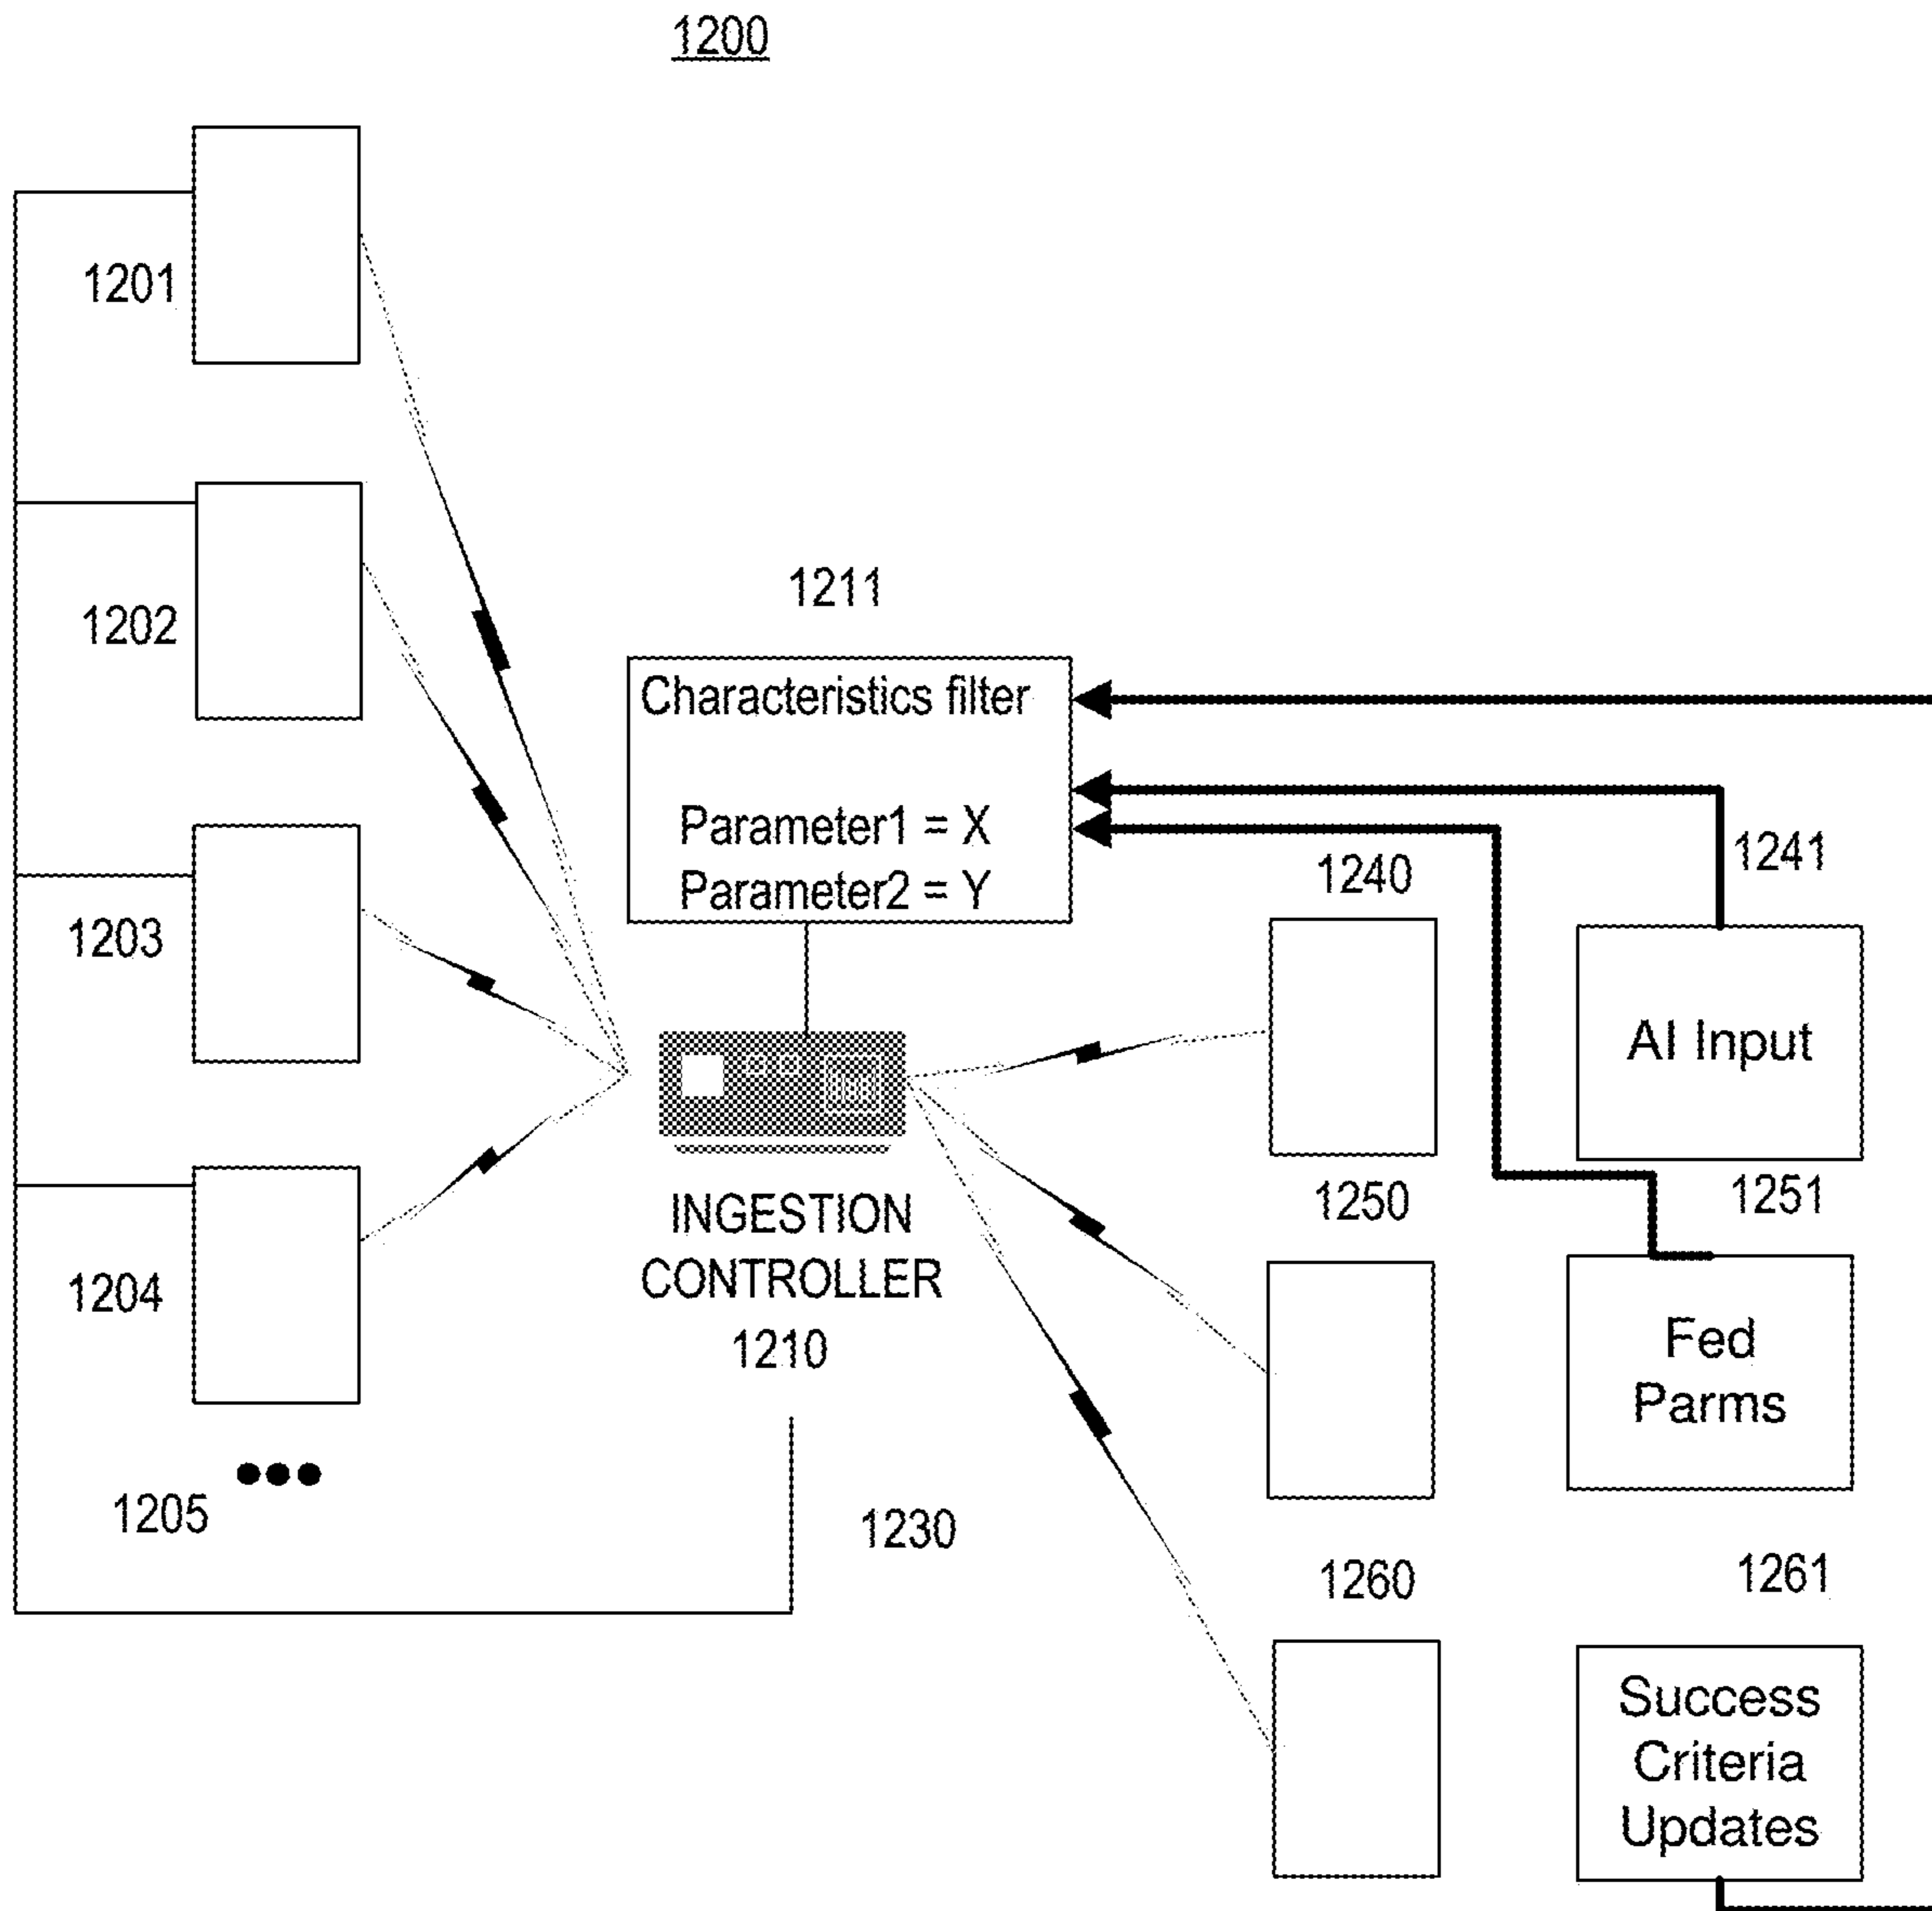 1200
1201
1202
1203
1204
1205
1211
Characteristics filter
Parameter1 = X
Parameter2 = Y
INGESTION
CONTROLLER
1210
1230
1240
1241
AI Input
1250
1251
Fed
Parms
1260
1261
Success
Criteria
Updates